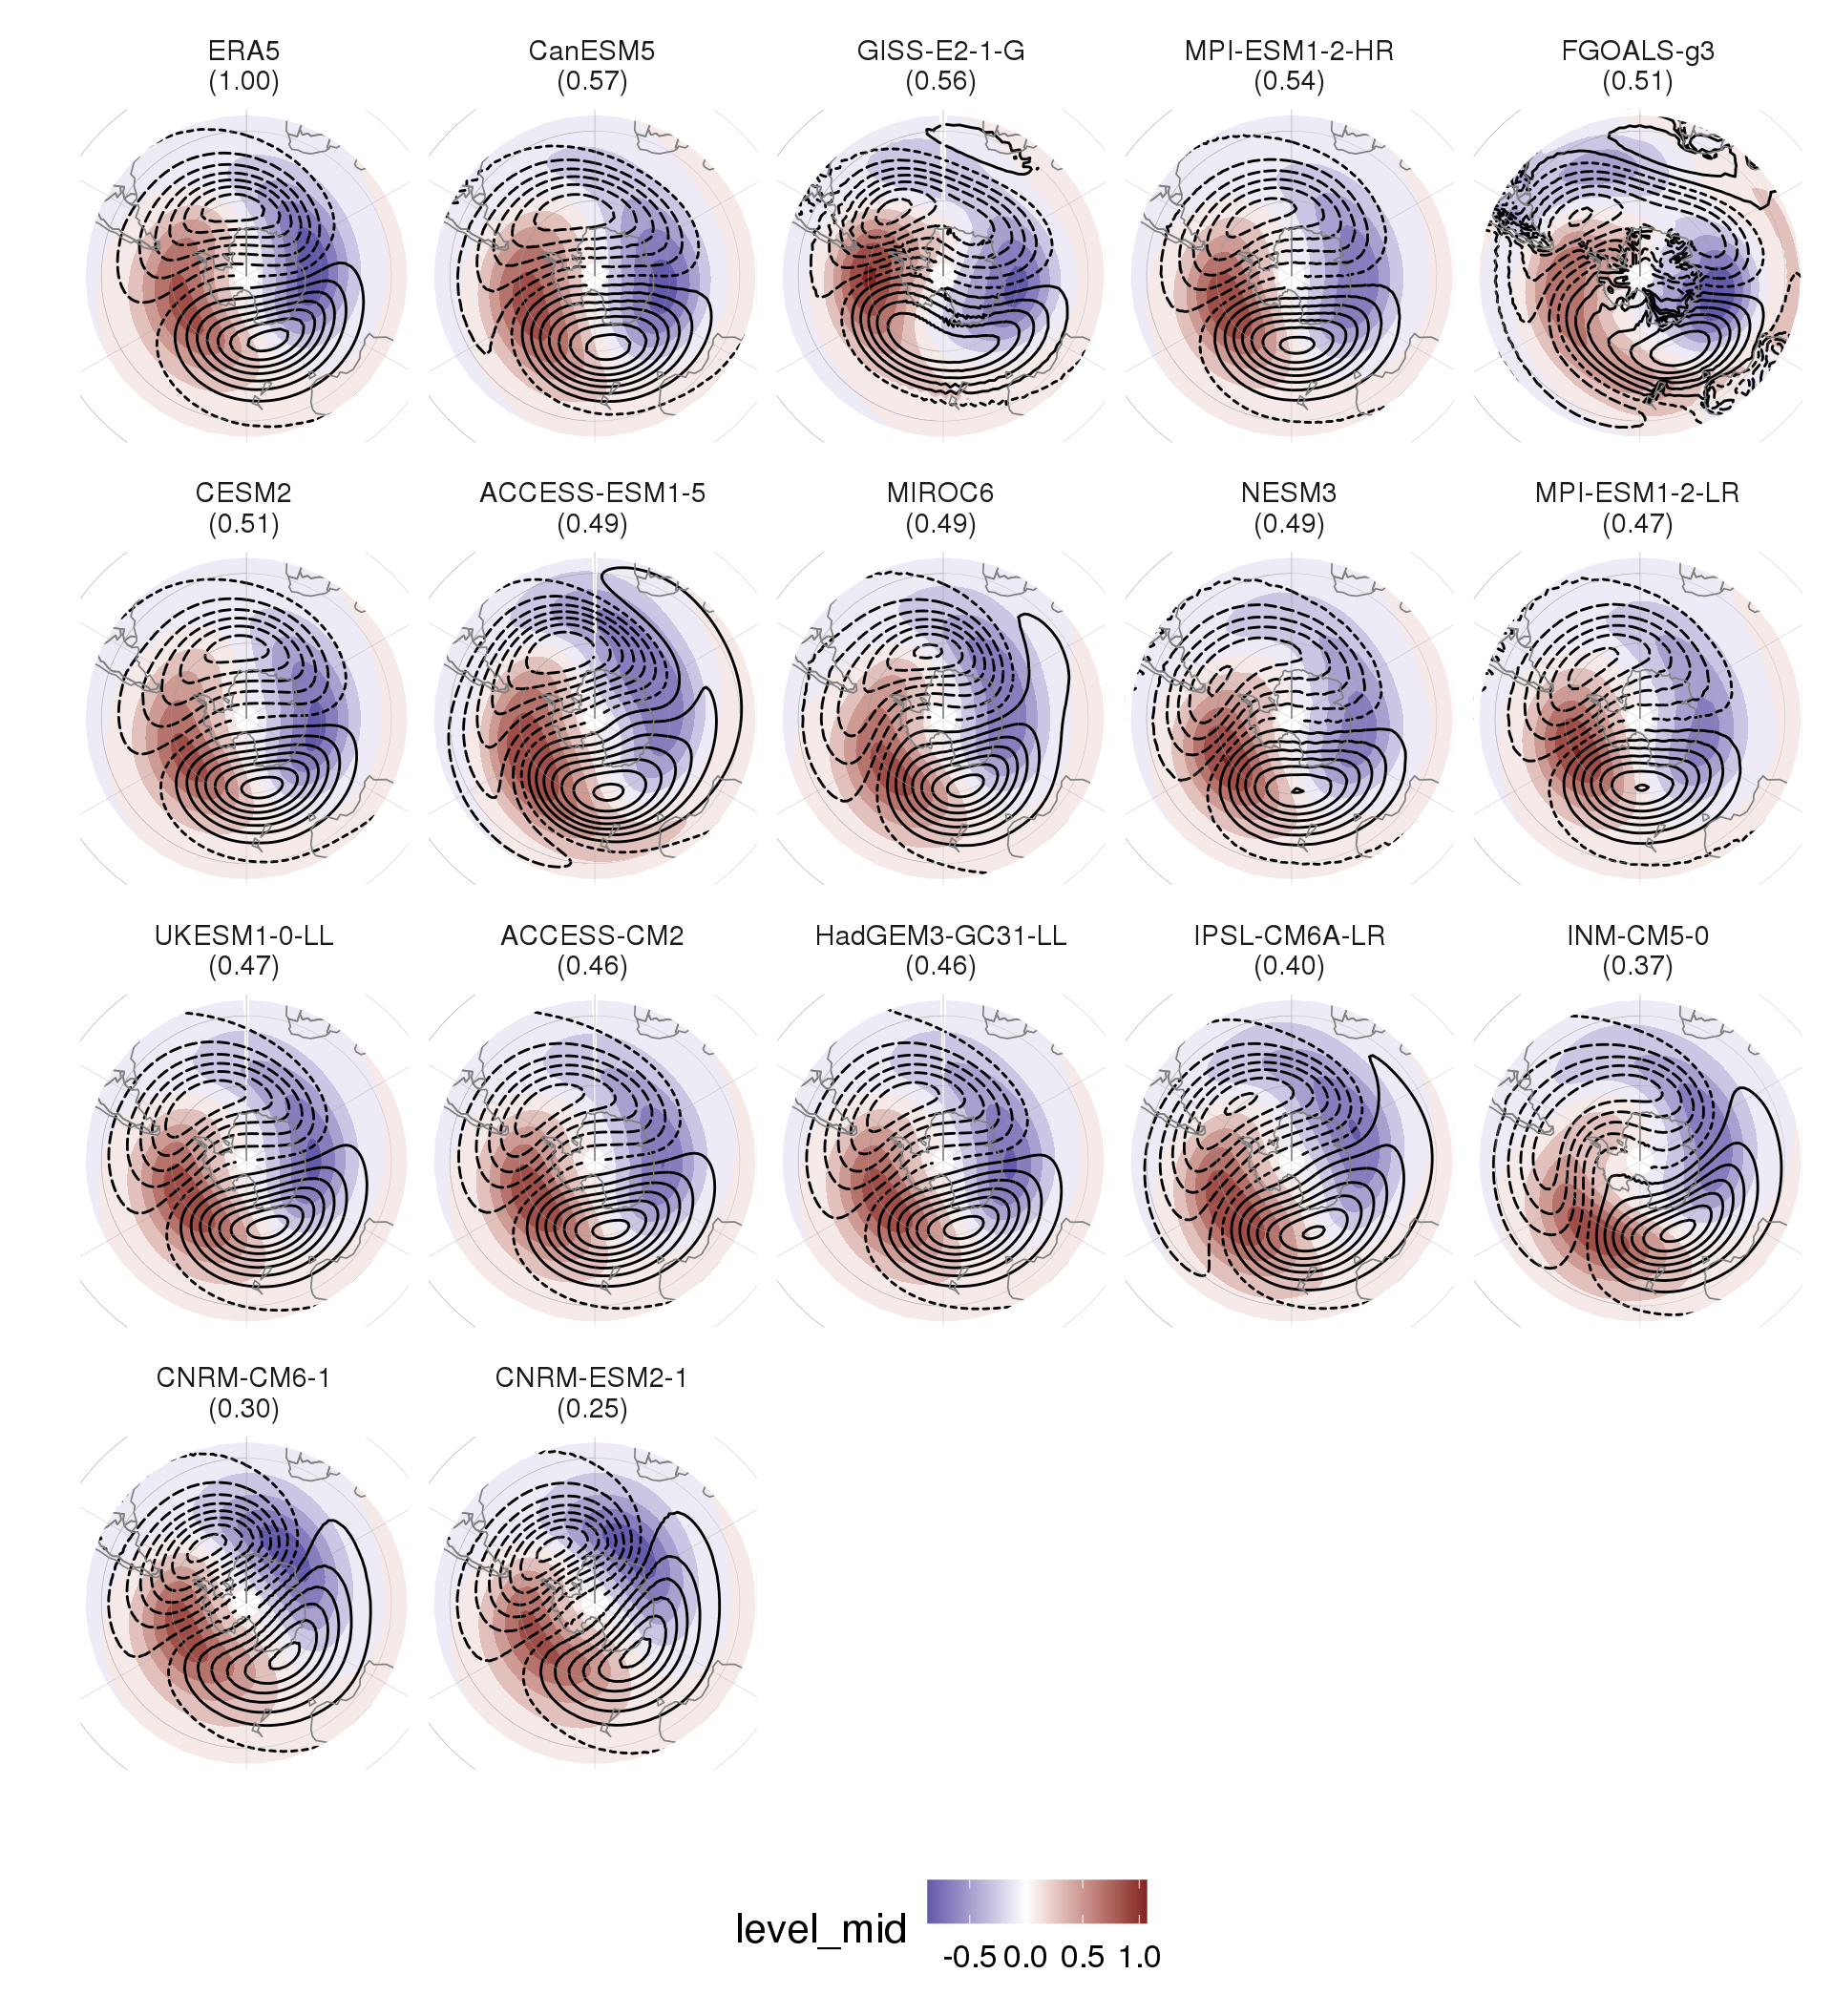 ERA5
(1.00)
CanESM5
(0.57)
GISS-E2-1-G
(0.56)
MPI-ESM1-2-HR
(0.54)
FGOALS-g3
(0.51)
CESM2
(0.51)
ACCESS-ESM1-5
(0.49)
MIROC6
(0.49)
NESM3
(0.49)
MPI-ESM1-2-LR
(0.47)
UKESM1-0-LL
(0.47)
ACCESS-CM2
(0.46)
HadGEM3-GC31-LL
(0.46)
IPSL-CM6A-LR
(0.40)
INM-CM5-0
(0.37)
CNRM-CM6-1
(0.30)
CNRM-ESM2-1
(0.25)
level_mid
-0.5 0.0 0.5 1.0